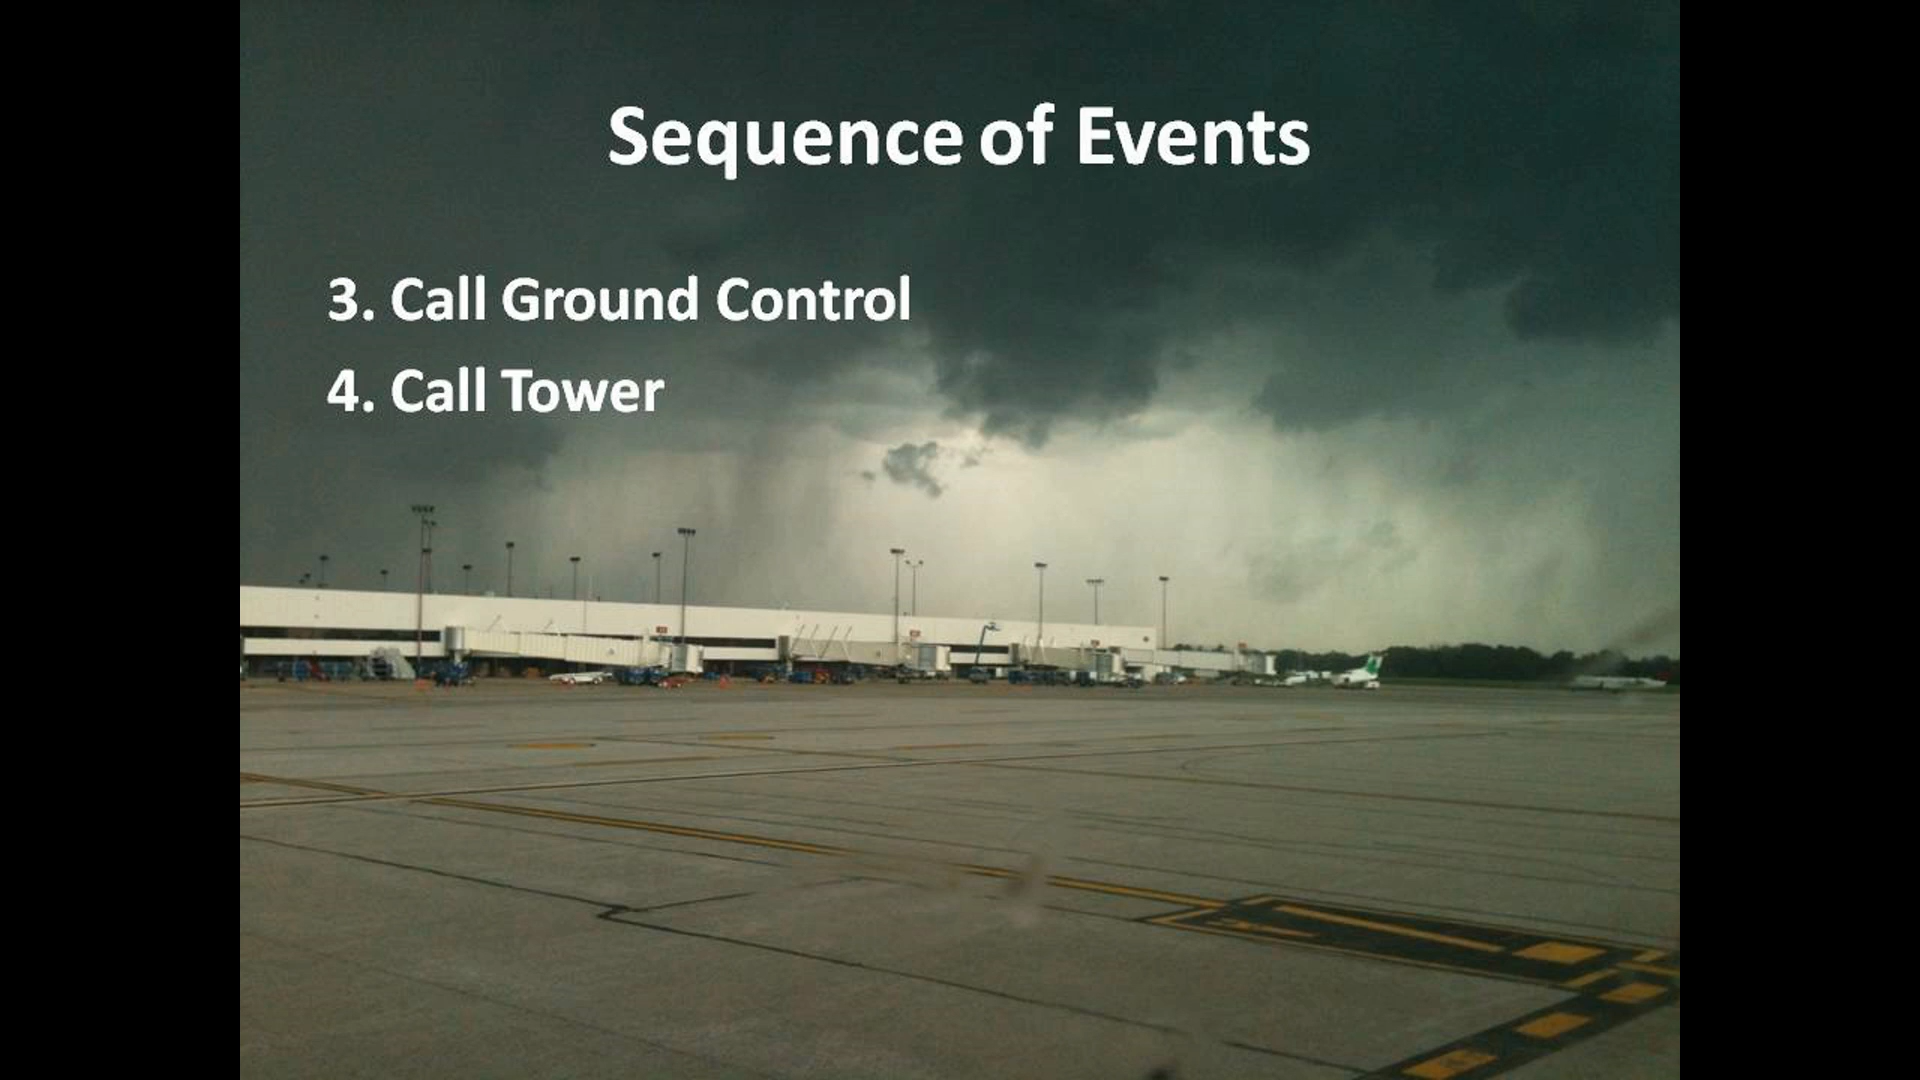 Sequence of Events
3. Call Ground Control
4. Call Tower